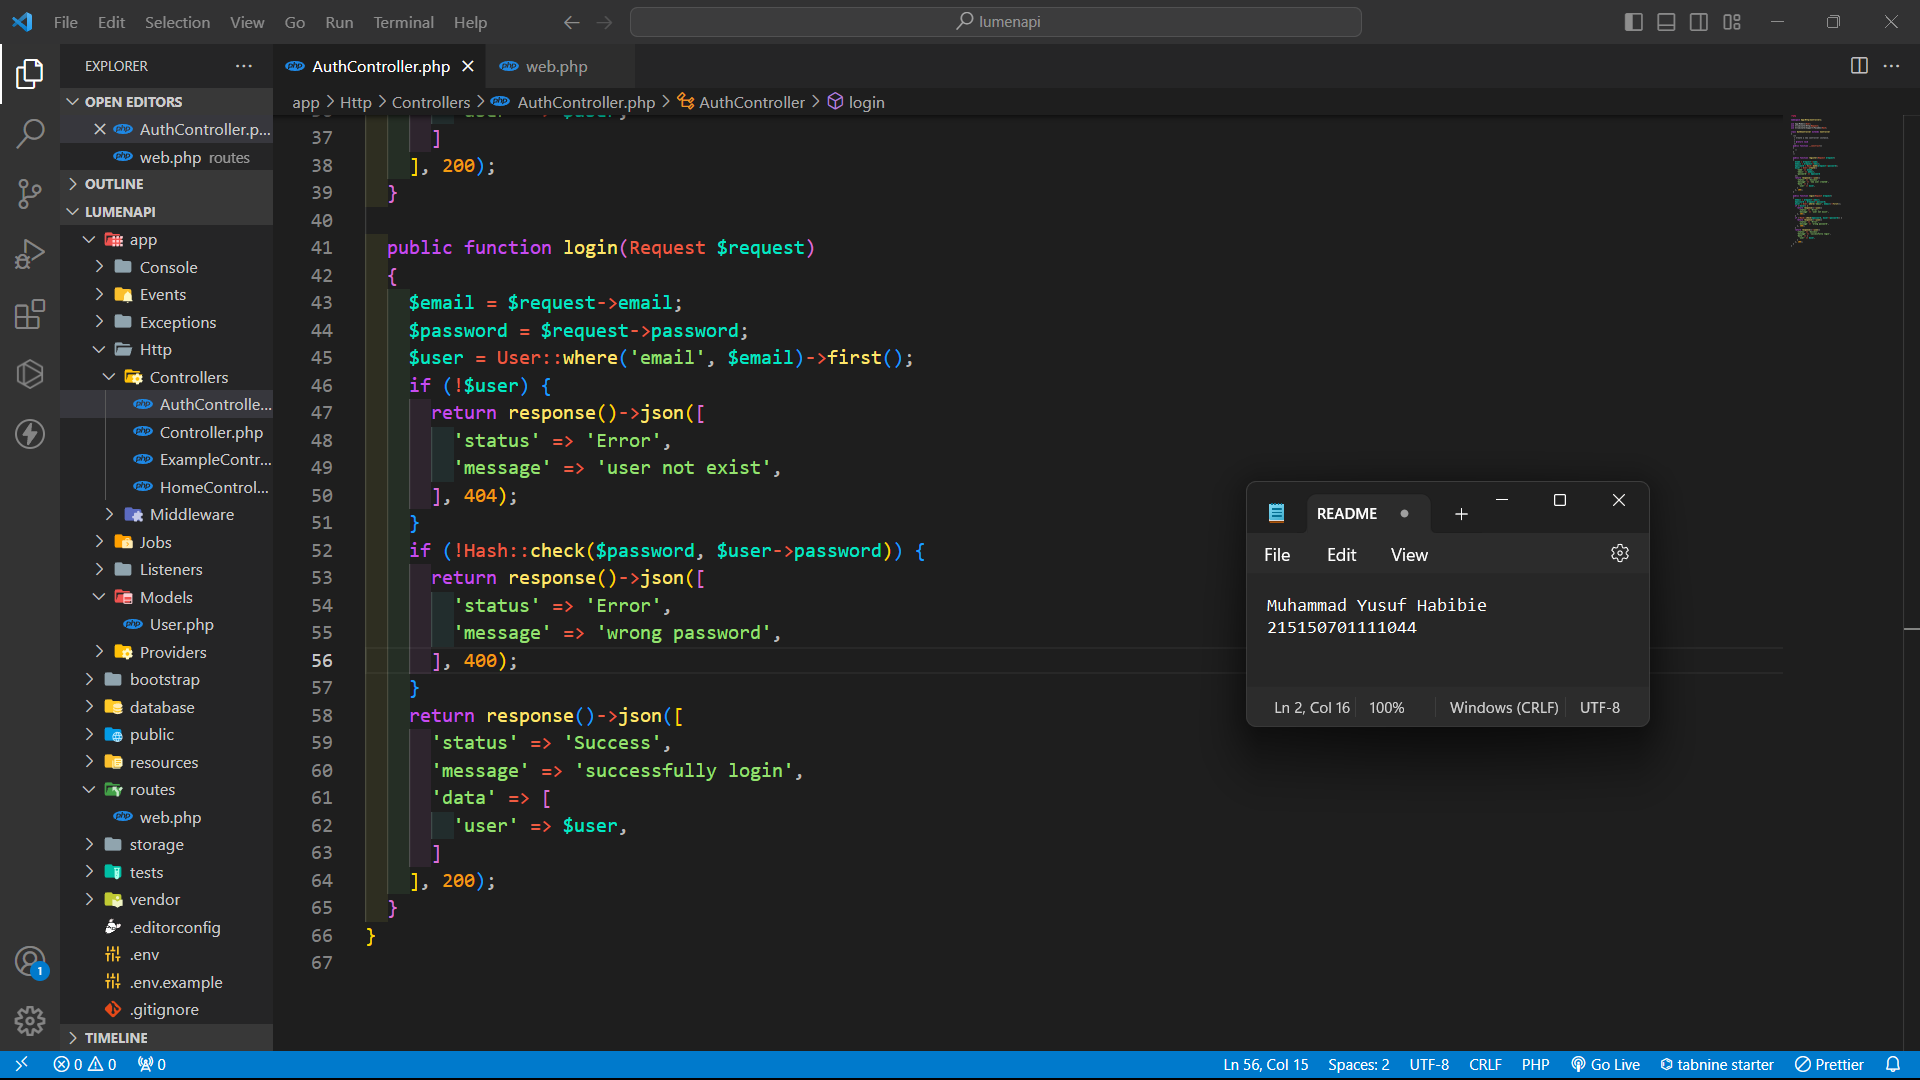 File Edit Selection View Go Run Terminal Help
lumenapi
EXPLORER
OPEN EDITORS
AuthController.p...
web.php routes
OUTLINE
LUMENAPI
app
Console
Events
Exceptions
Http
Controllers
AuthControlle...
Controller.php
ExampleContr...
HomeControl...
Middleware
Jobs
Listeners
Models
User.php
Providers
bootstrap
database
public
resources
routes
web.php
storage
tests
vendor
.editorconfig
.env
.env.example
.gitignore
TIMELINE
AuthController.php web.php
app > Http > Controllers > AuthController.php > AuthController > login
37 ]
38 ], 200);
39 }
40
41 public function login(Request $request)
42 {
43 $email = $request->email;
44 $password = $request->password;
45 $user = User::where('email', $email)->first();
46 if (!$user) {
47 return response()->json([
48 'status' => 'Error',
49 'message' => 'user not exist',
50 ], 404);
51 }
52 if (!Hash::check($password, $user->password)) {
53 return response()->json([
54 'status' => 'Error',
55 'message' => 'wrong password',
56 ], 400);
57 }
58 return response()->json([
59 'status' => 'Success',
60 'message' => 'successfully login',
61 'data' => [
62 'user' => $user,
63 ]
64 ], 200);
65 }
66 }
67
README
File Edit View
Muhammad Yusuf Habibie
215150701111044
Ln 2, Col 16 100% Windows (CRLF) UTF-8
1
0 0 0
Ln 56, Col 15 Spaces: 2 UTF-8 CRLF PHP Go Live tabnine starter Prettier